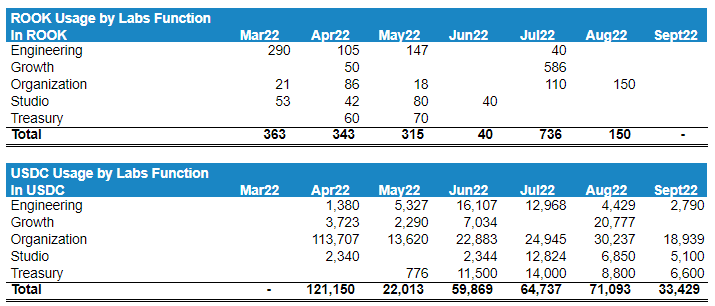 ROOK Usage by Labs Function
In ROOK Mar22 Apr22 May22 Jun22 Jul22 Aug22 Sept22
Engineering 290 105 147 40
Growth 50 586
Organization 21 86 18 110 150
Studio 53 42 80 40
Treasury 60 70
Total 363 343 315 40 736 150 -
USDC Usage by Labs Function
In USDC Mar22 Apr22 May22 Jun22 Jul22 Aug22 Sept22
Engineering 1,380 5,327 16,107 12,968 4,429 2,790
Growth 3,723 2,290 7,034 20,777
Organization 113,707 13,620 22,883 24,945 30,237 18,939
Studio 2,340 2,344 12,824 6,850 5,100
Treasury 776 11,500 14,000 8,800 6,600
Total - 121,150 22,013 59,869 64,737 71,093 33,429